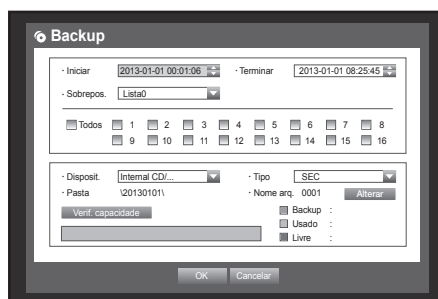 Backup
· Iniciar 2013-01-01 00:01:06 · Terminar 2013-01-01 08:25:45
· Sobrepos. Lista0
Todos 1 2 3 4 5 6 7 8
9 10 11 12 13 14 15 16
· Disposit. Internal CD/... · Tipo SEC
· Pasta \20130101\ · Nome arq. 0001 Alterar
Verif. capacidade Backup :
Usado :
Livre :
OK Cancelar